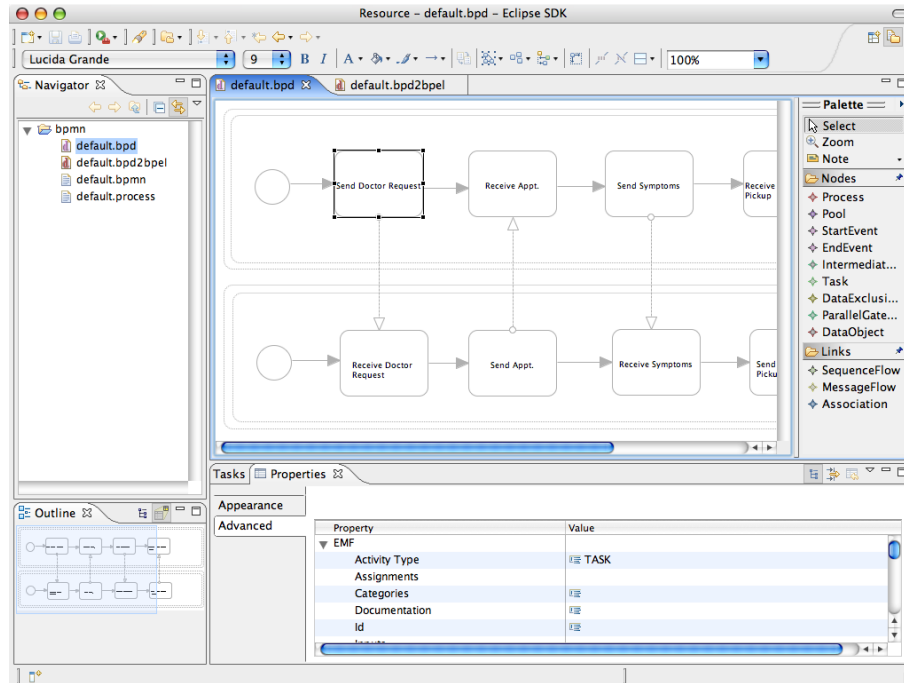 Resource – default.bpd – Eclipse SDK
Lucida Grande
9
B I A
100%
Navigator
bpmn
default.bpd
default.bpd2bpel
default.bpmn
default.process
default.bpd
default.bpd2bpel
Send Doctor Request
Receive Appt.
Send Symptoms
Receive
Pickup
Receive Doctor
Request
Send Appt.
Receive Symptoms
Send
Picku
Palette
Select
Zoom
Note
Nodes
Process
Pool
StartEvent
EndEvent
Intermediat...
Task
DataExclusi...
ParallelGate...
DataObject
Links
SequenceFlow
MessageFlow
Association
Outline
Tasks
Properties
Appearance
Advanced
Property Value
EMF
Activity Type TASK
Assignments
Categories
Documentation
Id